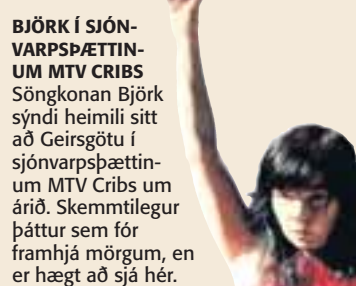 BJÖRK Í SJÓN-
VARPSÞÆTTIN-
UM MTV CRIBS
Söngkonan Björk
sýndi heimili sitt
að Geirsgötu í
sjónvarpsþættin-
um MTV Cribs um
árið. Skemmtilegur
þáttur sem fór
framhjá mörgum, en
er hægt að sjá hér.